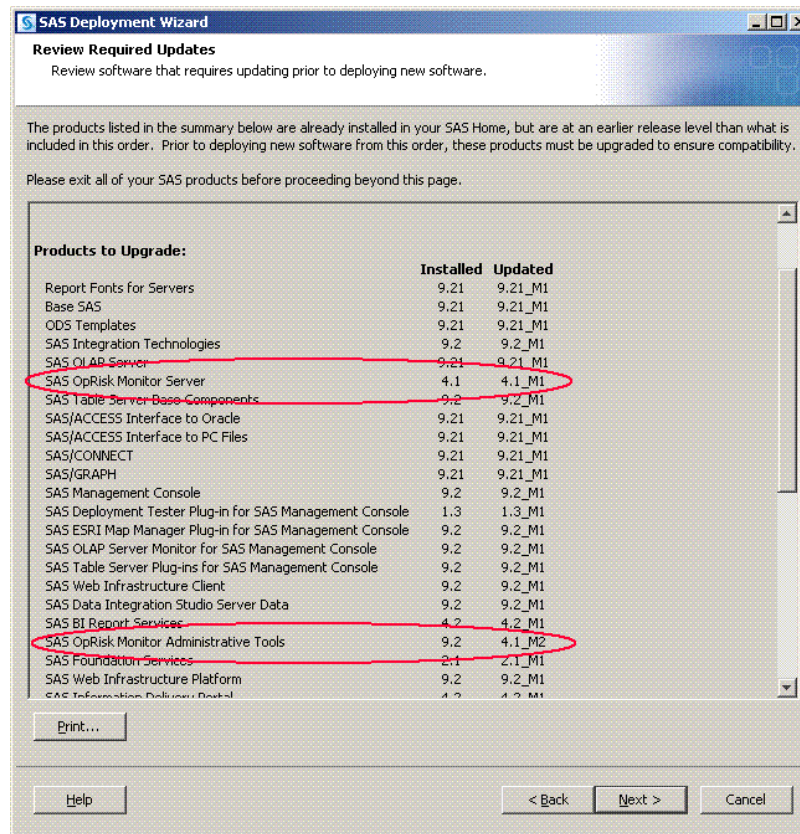 SAS Deployment Wizard
Review Required Updates
Review software that requires updating prior to deploying new software.
The products listed in the summary below are already installed in your SAS Home, but are at an earlier release level than what is
included in this order. Prior to deploying new software from this order, these products must be upgraded to ensure compatibility.
Please exit all of your SAS products before proceeding beyond this page.
Products to Upgrade:
Installed Updated
Report Fonts for Servers 9.21 9.21_M1
Base SAS 9.21 9.21_M1
ODS Templates 9.21 9.21_M1
SAS Integration Technologies 9.2 9.2_M1
SAS OLAP Server 9.21 9.21_M1
SAS OpRisk Monitor Server 4.1 4.1_M1
SAS Table Server Base Components 9.2 9.2_M1
SAS/ACCESS Interface to Oracle 9.21 9.21_M1
SAS/ACCESS Interface to PC Files 9.21 9.21_M1
SAS/CONNECT 9.21 9.21_M1
SAS/GRAPH 9.21 9.21_M1
SAS Management Console 9.2 9.2_M1
SAS Deployment Tester Plug-in for SAS Management Console 1.3 1.3_M1
SAS ESRI Map Manager Plug-in for SAS Management Console 9.2 9.2_M1
SAS OLAP Server Monitor for SAS Management Console 9.2 9.2_M1
SAS Table Server Plug-ins for SAS Management Console 9.2 9.2_M1
SAS Web Infrastructure Client 9.2 9.2_M1
SAS Data Integration Studio Server Data 9.2 9.2_M1
SAS BI Report Services 4.2 4.2_M1
SAS OpRisk Monitor Administrative Tools 9.2 4.1_M2
SAS Foundation Services 2.1 2.1_M1
SAS Web Infrastructure Platform 9.2 9.2_M1
SAS Information Delivery Portal 4.2 4.2_M1
Print...
Help < Back Next > Cancel